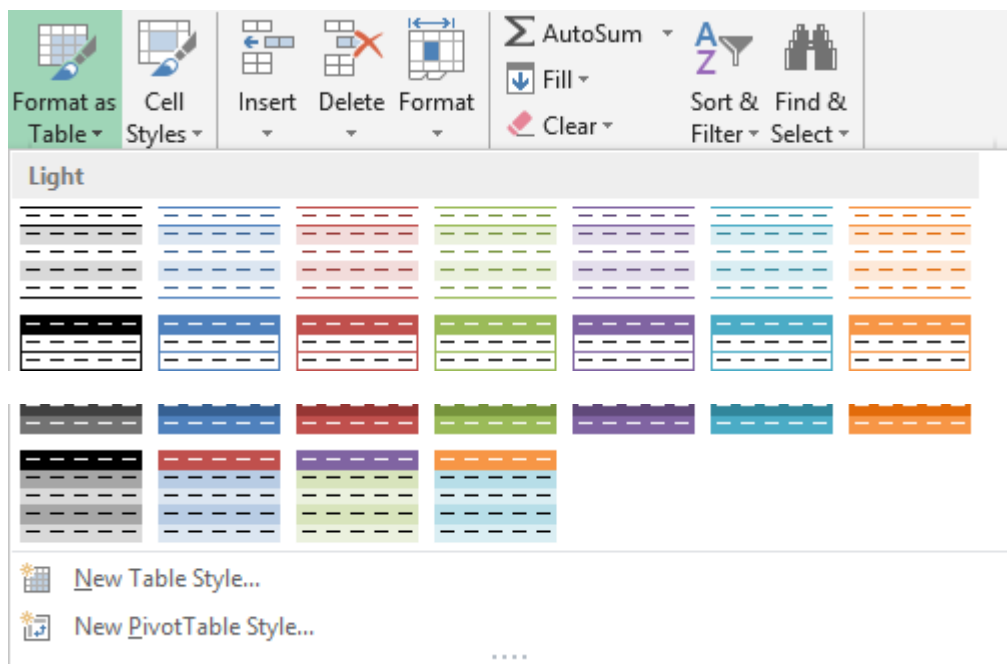 AutoSum
Fill
Clear
Format as
Table
Cell
Styles
Insert
Delete
Format
A
Z
Sort &
Filter
Find &
Select
Light
New Table Style...
New PivotTable Style...